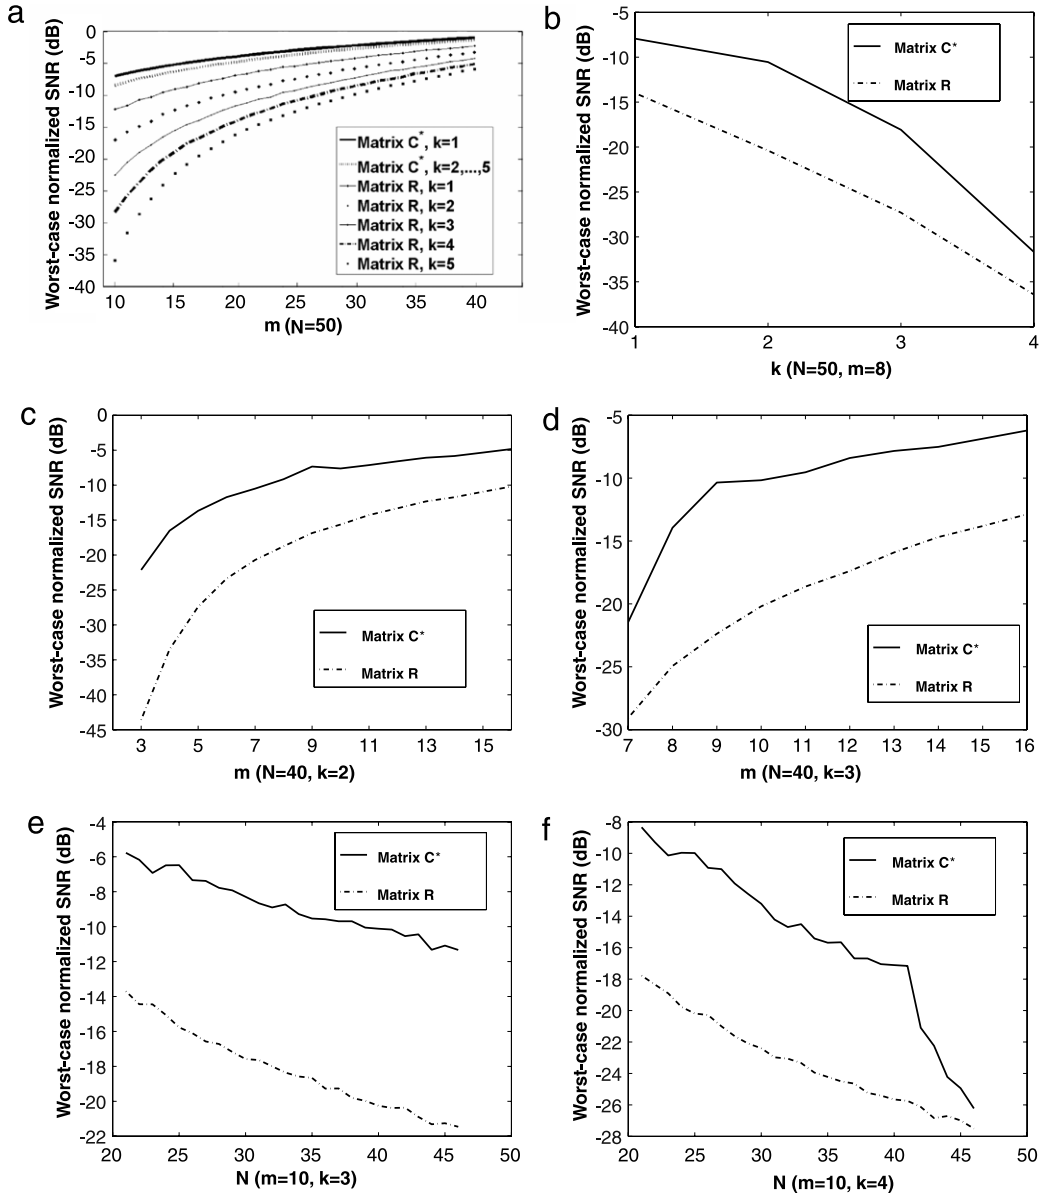 a
Worst-case normalized SNR (dB)
0
-5
-10
-15
-20
-25
-30
-35
-40
Matrix C*, k=1
Matrix C*, k=2,...,5
Matrix R, k=1
Matrix R, k=2
Matrix R, k=3
Matrix R, k=4
Matrix R, k=5
10 15 20 25 30 35 40
m (N=50)
b
Worst-case normalized SNR (dB)
-5
-10
-15
-20
-25
-30
-35
-40
Matrix C*
Matrix R
1 2 3 4
k (N=50, m=8)
c
Worst-case normalized SNR (dB)
0
-5
-10
-15
-20
-25
-30
-35
-40
-45
Matrix C*
Matrix R
3 5 7 9 11 13 15
m (N=40, k=2)
d
Worst-case normalized SNR (dB)
-5
-10
-15
-20
-25
-30
Matrix C*
Matrix R
7 8 9 10 11 12 13 14 15 16
m (N=40, k=3)
e
Worst-case normalized SNR (dB)
-4
-6
-8
-10
-12
-14
-16
-18
-20
-22
Matrix C*
Matrix R
20 25 30 35 40 45 50
N (m=10, k=3)
f
Worst-case normalized SNR (dB)
-8
-10
-12
-14
-16
-18
-20
-22
-24
-26
-28
Matrix C*
Matrix R
20 25 30 35 40 45 50
N (m=10, k=4)